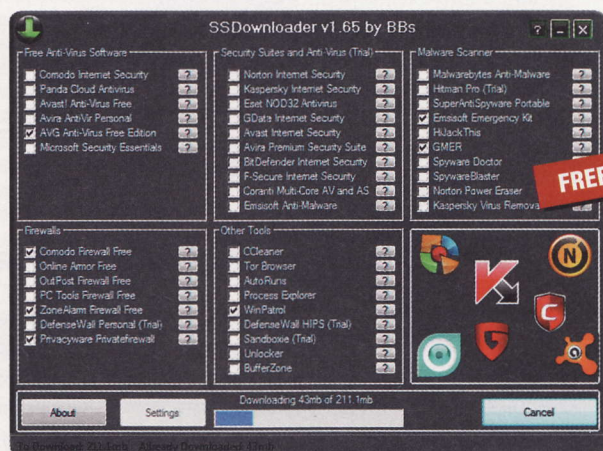 SSDownloader v1.65 by BBs
Free Anti-Virus Software
Comodo Internet Security ?
Panda Cloud Antivirus ?
Avast! Anti-Virus Free ?
Avira AntiVir Personal ?
AVG Anti-Virus Free Edition ?
Microsoft Security Essentials ?
Security Suites and Anti-Virus (Trial)
Norton Internet Security ?
Kaspersky Internet Security ?
Eset NOD32 Antivirus ?
GData Internet Security ?
Avast Internet Security ?
Avira Premium Security Suite ?
BitDefender Internet Security ?
F-Secure Internet Security ?
Coranti Multi-Core AV and AS ?
Emsisoft Anti-Malware ?
Malware Scanner
Malwarebytes Anti-Malware ?
Hitman Pro (Trial) ?
SuperAntiSpyware Portable ?
Emsisoft Emergency Kit ?
HiJackThis ?
GMER ?
Spyware Doctor
SpywareBlaster
Norton Power Eraser
Kaspersky Virus Remova
FREE
Firewalls
Comodo Firewall Free ?
Online Armor Free ?
OutPost Firewall Free ?
PC Tools Firewall Free ?
ZoneAlarm Firewall Free ?
DefenseWall Personal (Trial) ?
Privacyware Privatefirewall ?
Other Tools
CCleaner ?
Tor Browser ?
AutoRuns ?
Process Explorer ?
WinPatrol ?
DefenseWall HIPS (Trial) ?
Sandboxie (Trial) ?
Unlocker ?
BufferZone ?
About
Settings
Downloading 43mb of 211.1mb
Cancel
To Download: 211.1mb Already Downloaded: 43mb